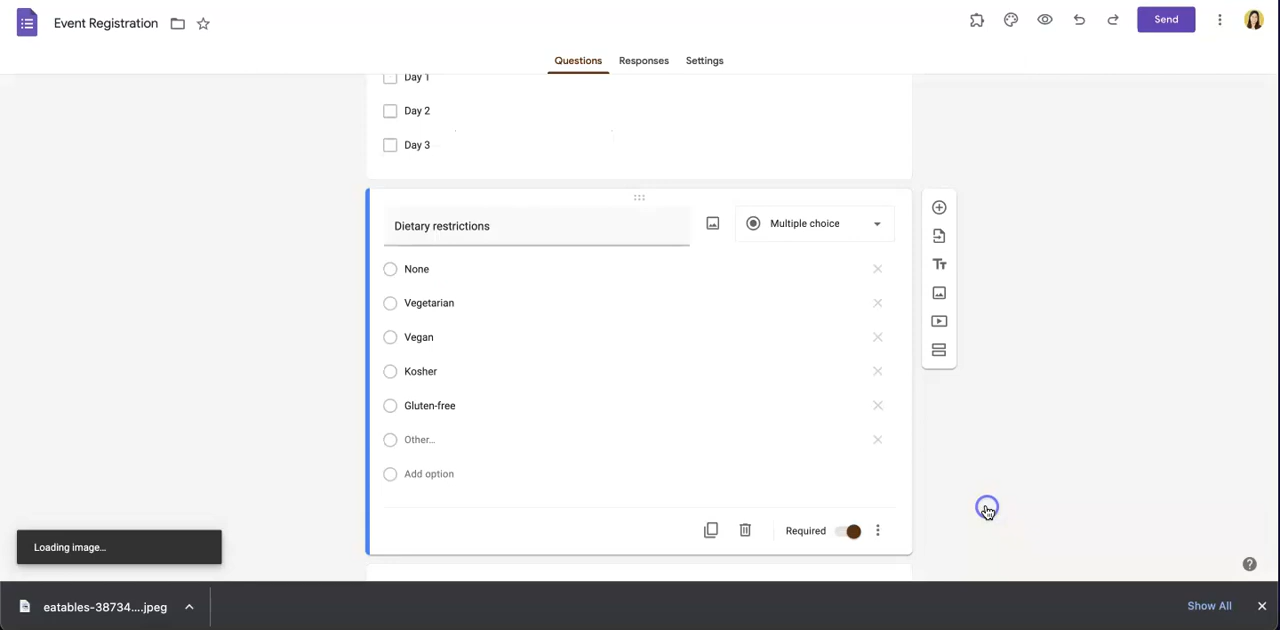 Event Registration
Send
Questions Responses Settings
Day 1
Day 2
Day 3
Dietary restrictions
Multiple choice
None
Vegetarian
Vegan
Kosher
Gluten-free
Other...
Add option
Required
Loading image...
eatables-38734....jpeg
Show All